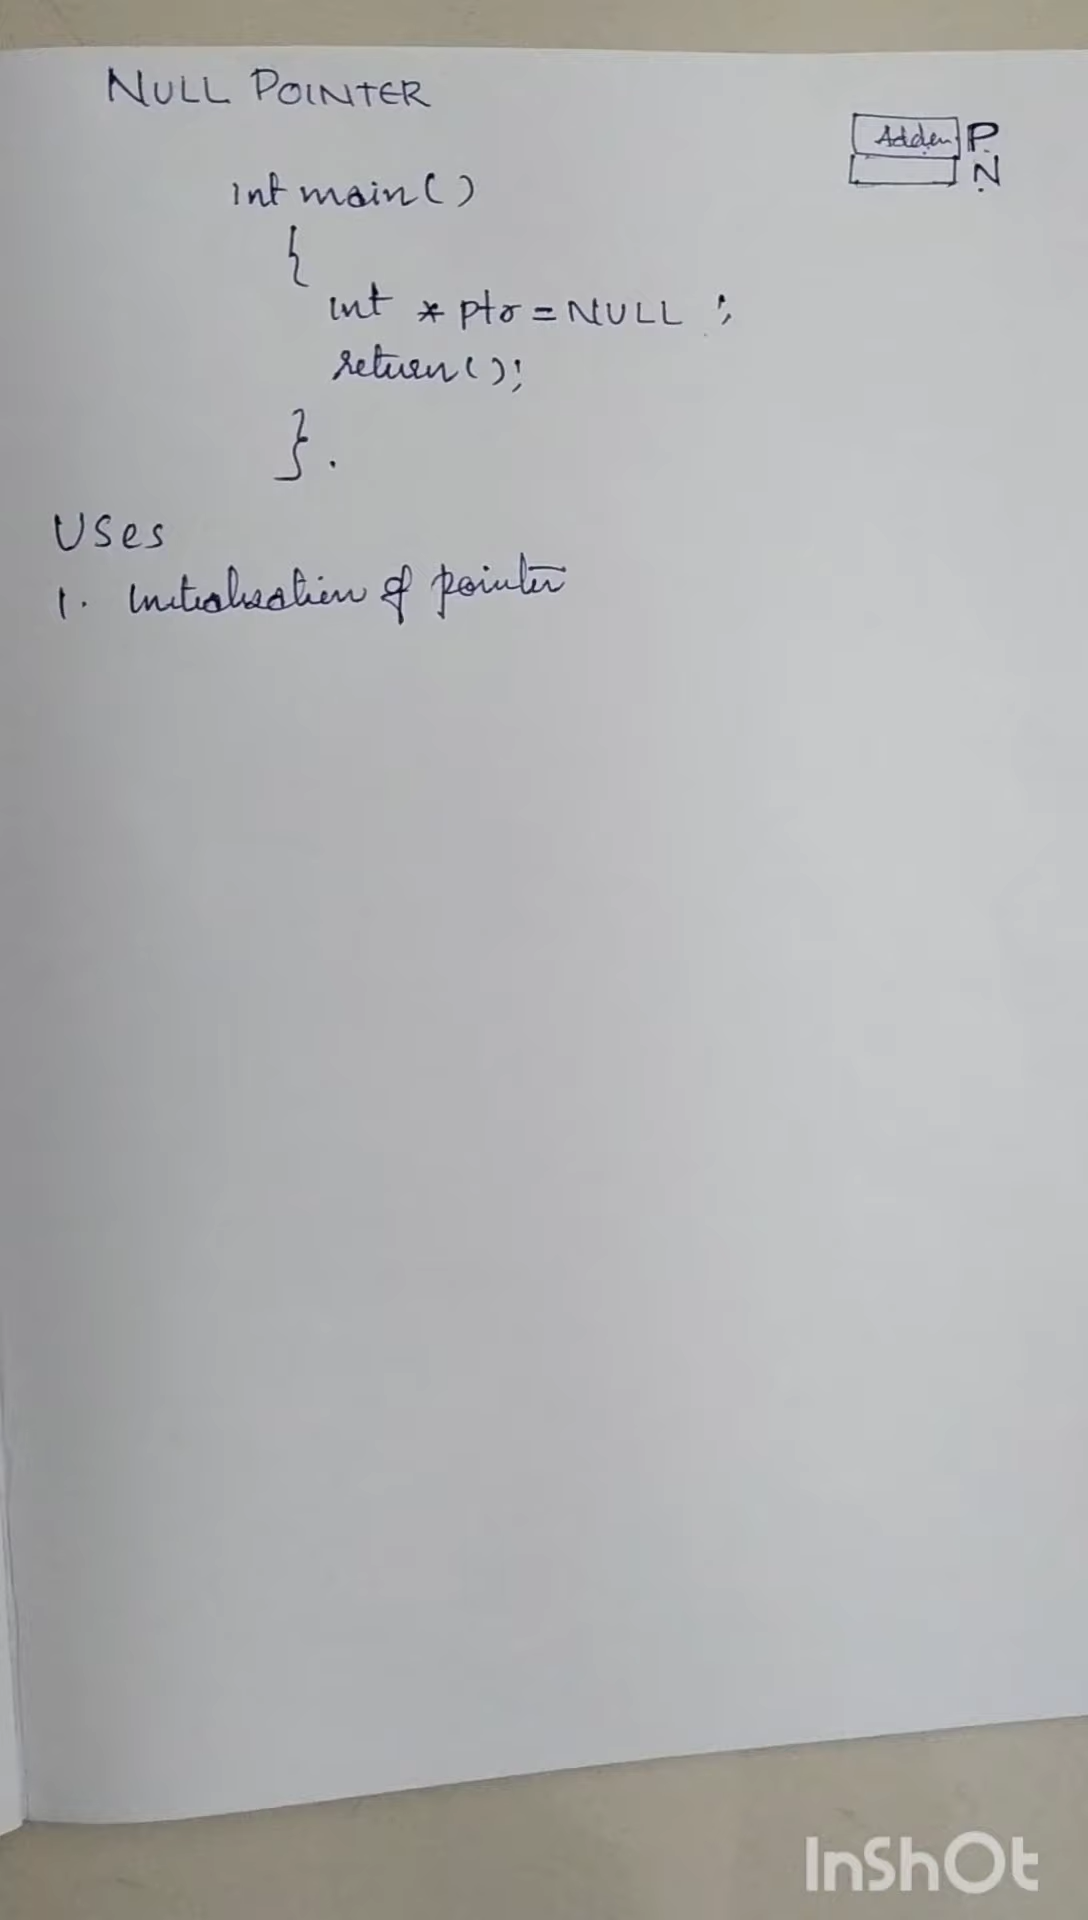 NULL POINTER
Adden P.
N
int main()
{
int * ptr = NULL ;
return();
}.
Uses
1. Initialisation of pointer
InShOt